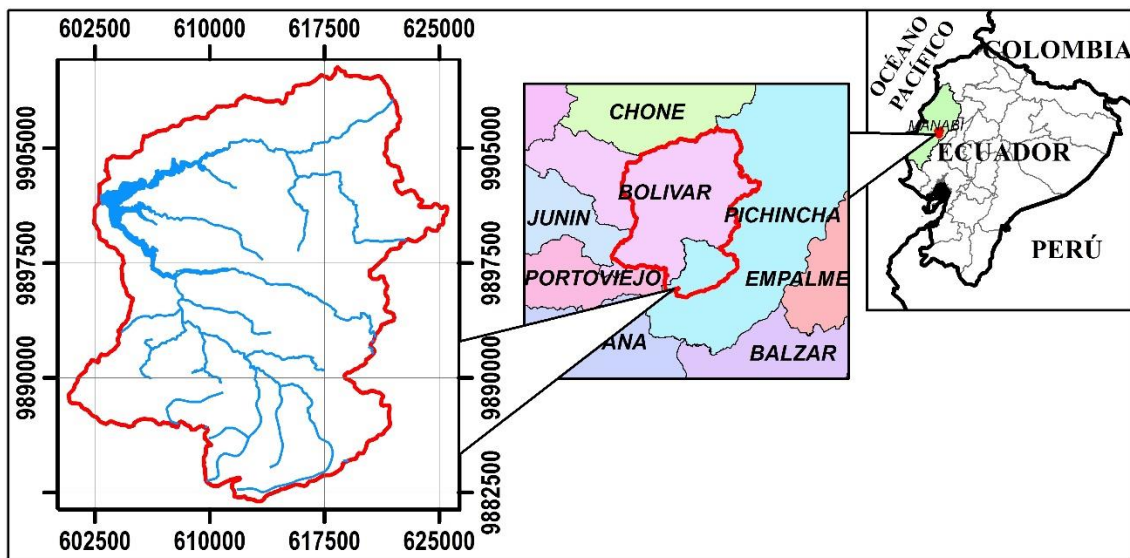 602500 610000 617500 625000
9905000
9897500
9890000
9882500
602500 610000 617500 625000
9905000
9897500
9890000
9882500
CHONE
BOLIVAR
JUNIN
PICHINCHA
PORTOVIEJO
EMPALME
ANA
BALZAR
OCÉANO
PACÍFICO
COLOMBIA
MANABÍ
ECUADOR
PERÚ